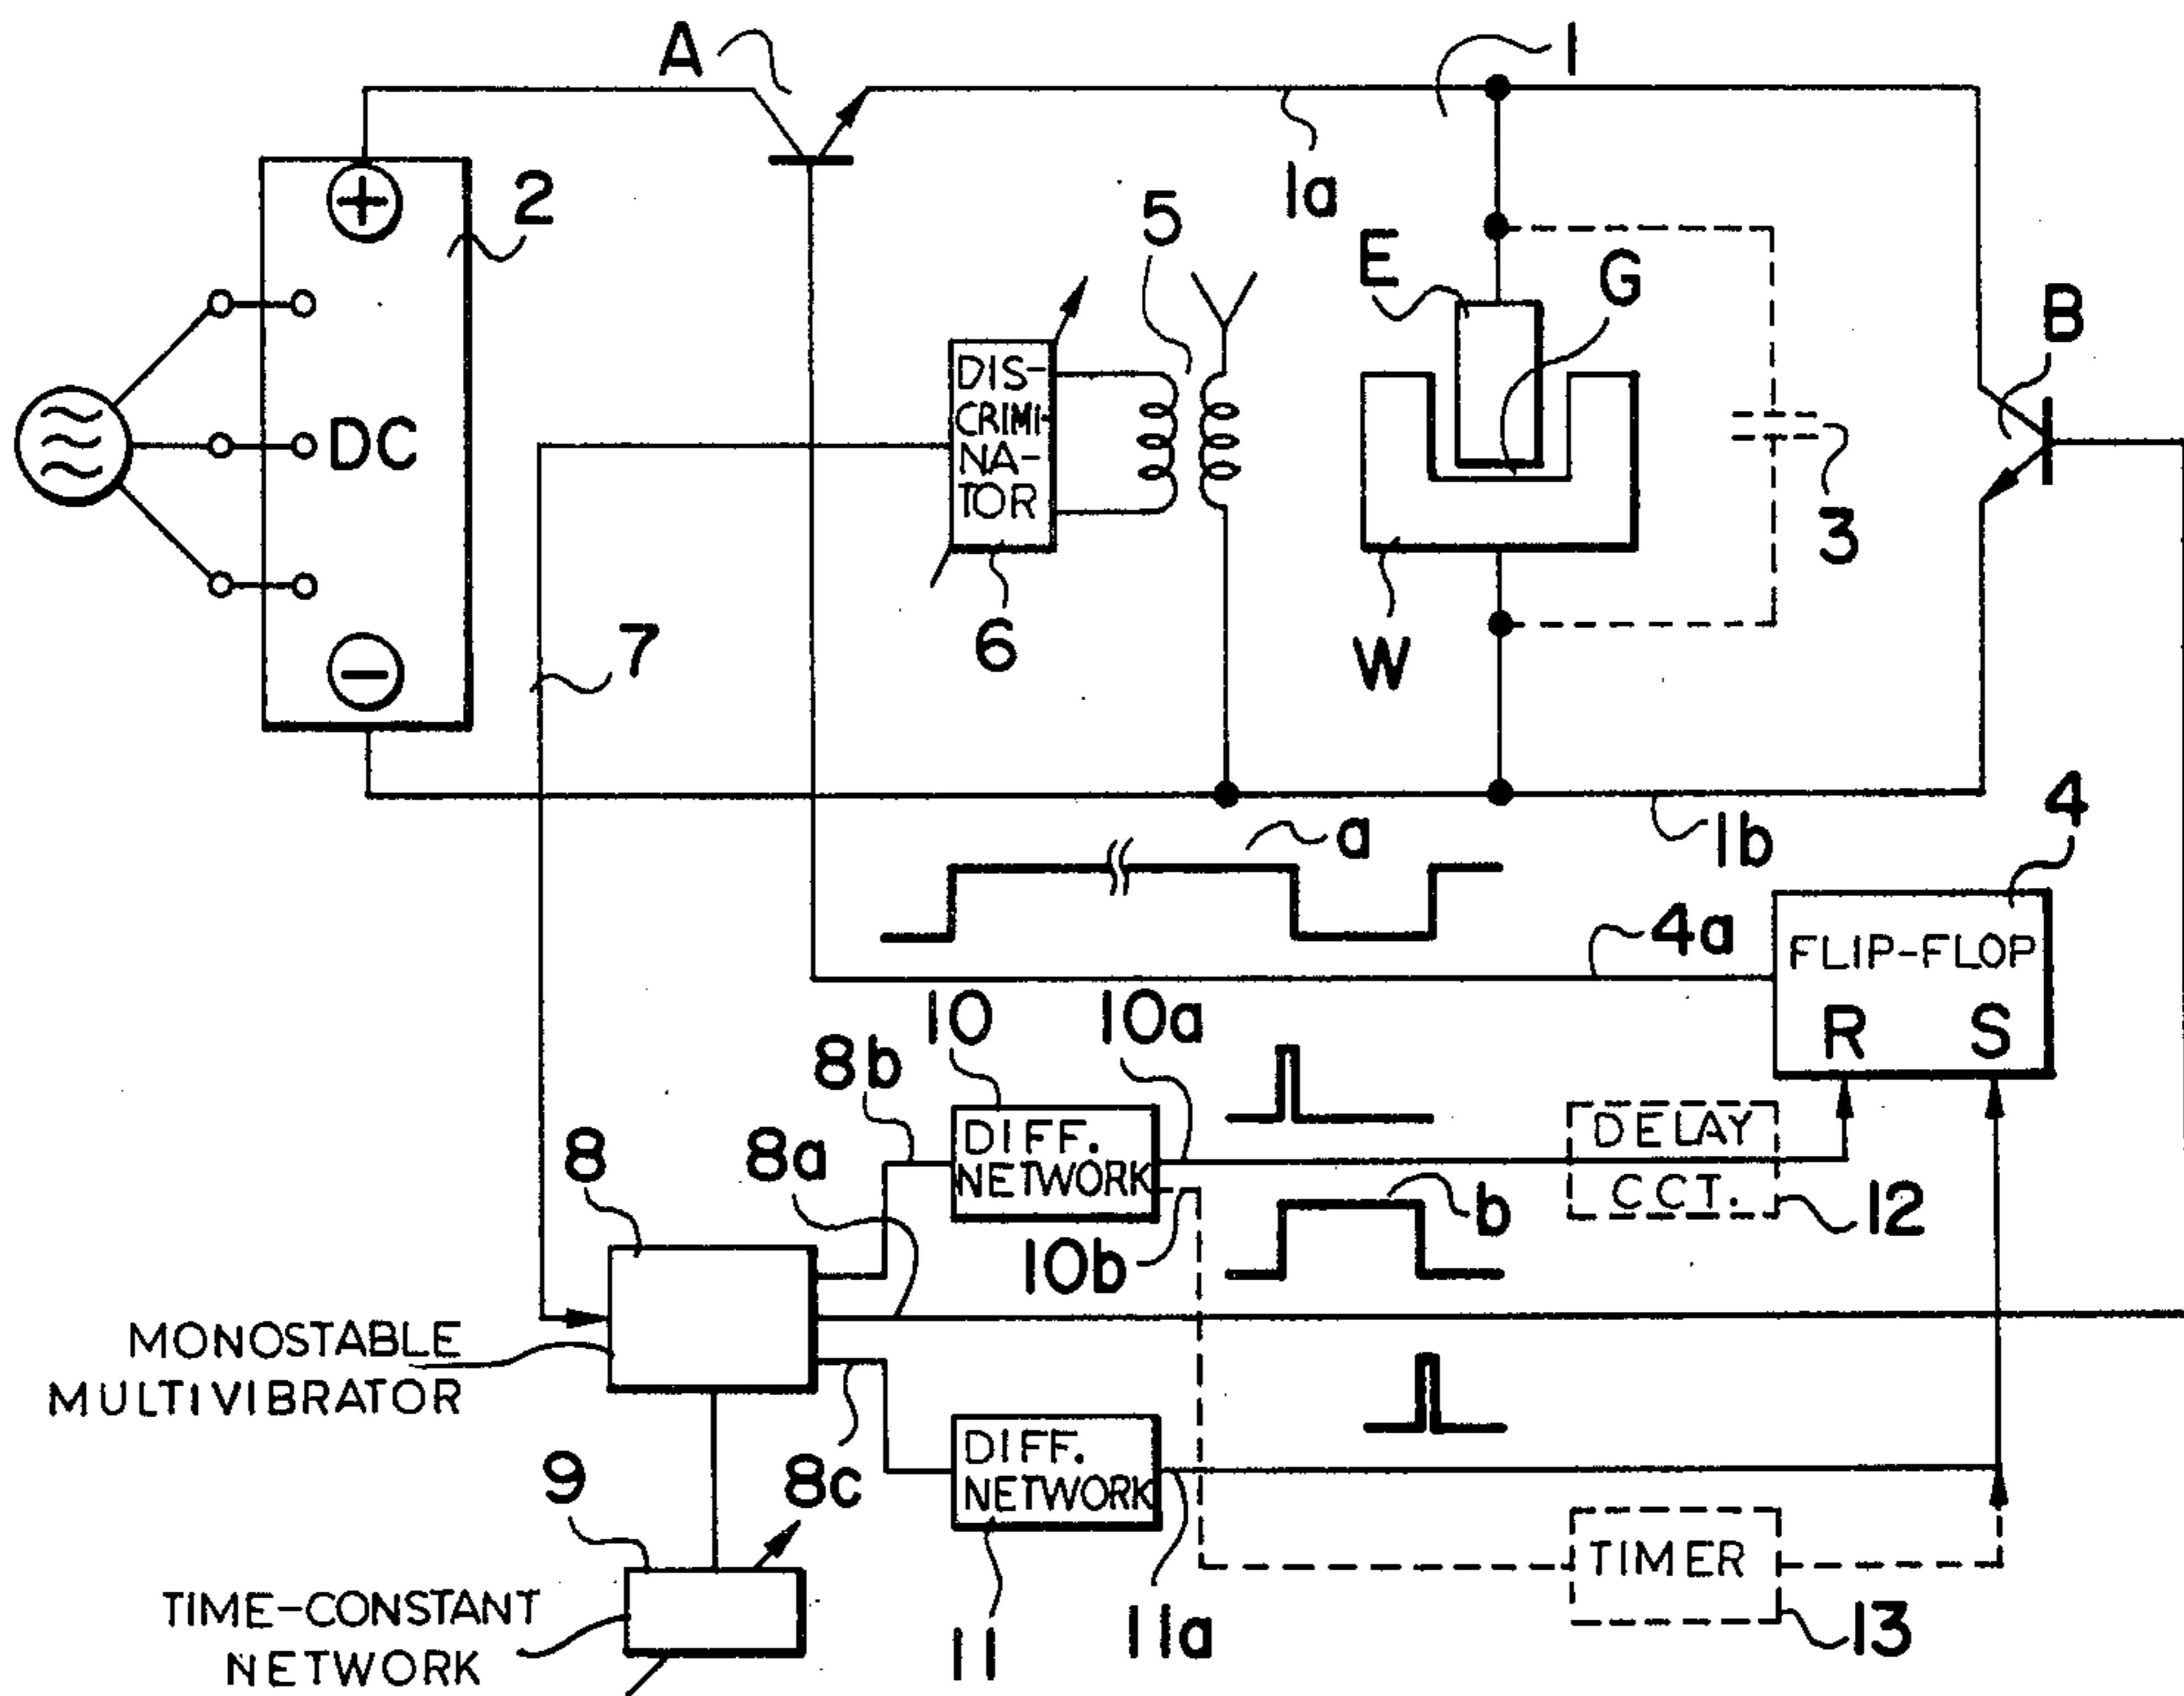 A
1
2
1a
5
E
G
B
DIS-
CRIMI-
NA-
TOR
DC
3
6
7
W
4
a
1b
4a
FLIP-FLOP
R S
10
10a
8b
DIFF.
NETWORK
DELAY
CCT.
8
8a
12
b
10b
MONOSTABLE
MULTIVIBRATOR
DIFF.
NETWORK
9
8c
TIMER
TIME-CONSTANT
NETWORK
11
11a
13